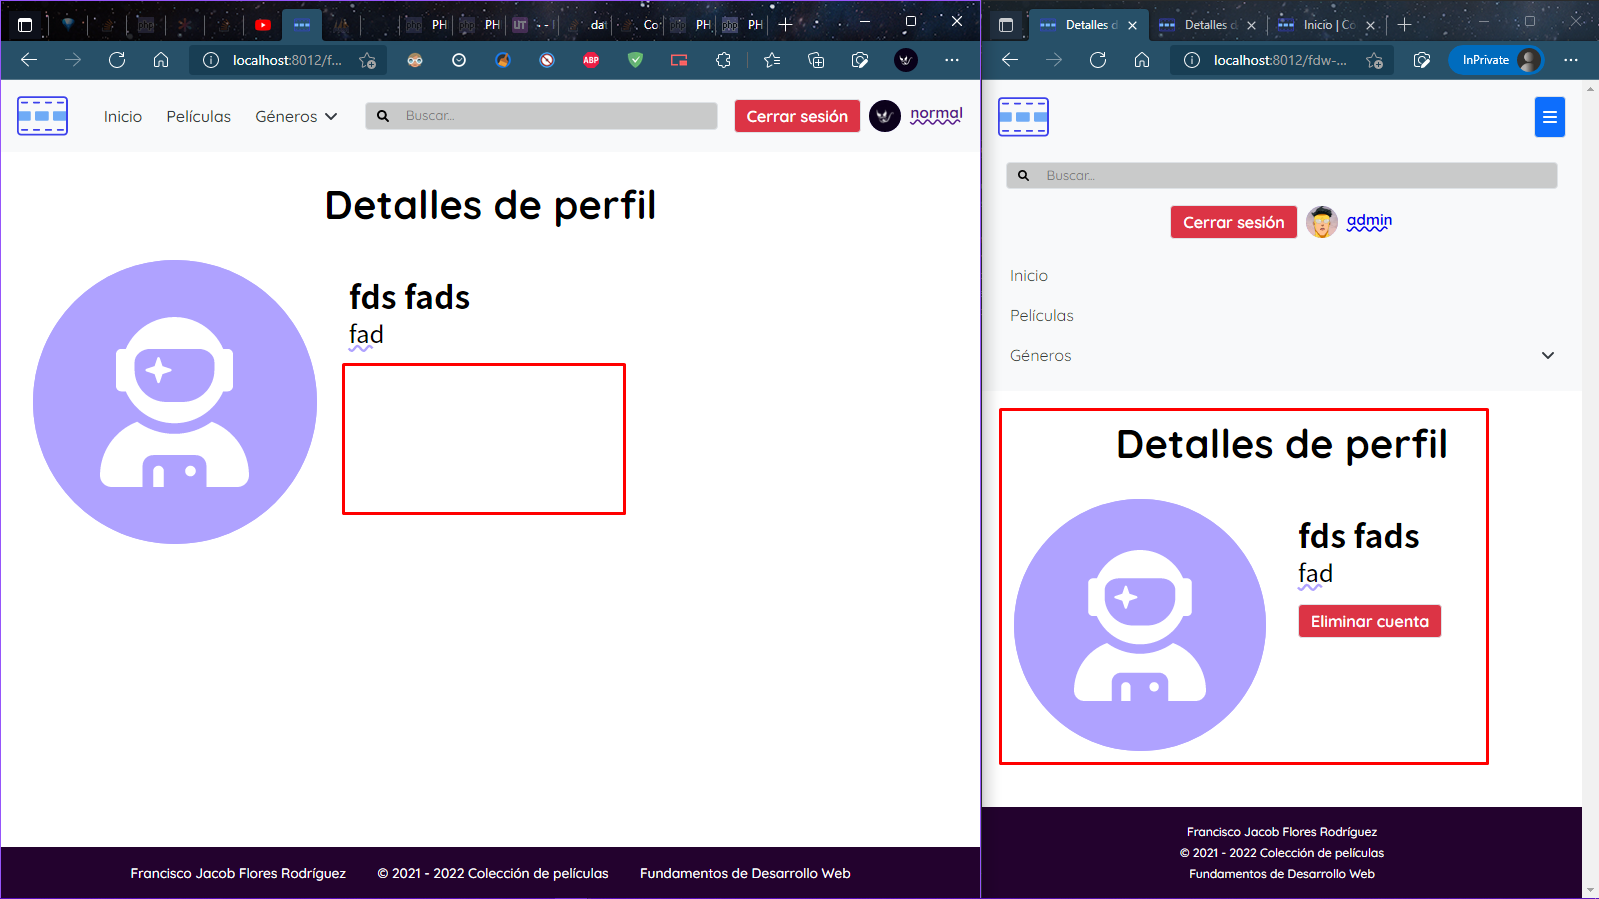 PH
PH
UT
- - I
.dat
Co
PH
PH
localhost:8012/f...
ABP
Inicio
Películas
Géneros
Buscar...
Cerrar sesión
normal
Detalles de perfil
fds fads
fad
Francisco Jacob Flores Rodríguez
© 2021 - 2022 Colección de películas
Fundamentos de Desarrollo Web
Detalles d
Detalles d
Inicio | Co
localhost:8012/fdw-...
InPrivate
Buscar...
Cerrar sesión
admin
Inicio
Películas
Géneros
Detalles de perfil
fds fads
fad
Eliminar cuenta
Francisco Jacob Flores Rodríguez
© 2021 - 2022 Colección de películas
Fundamentos de Desarrollo Web